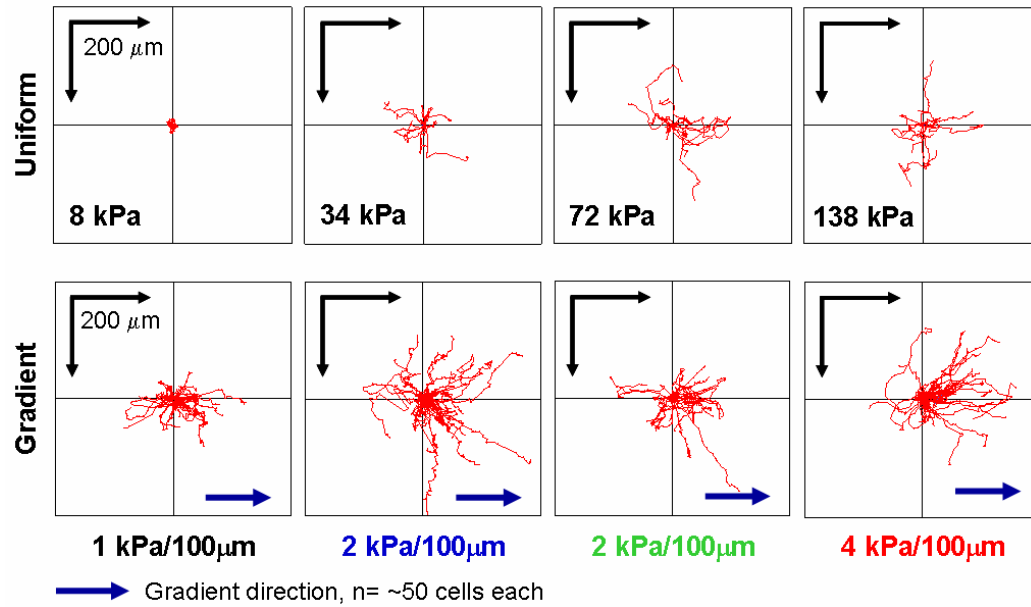 Uniform
200 μm
8 kPa
34 kPa
72 kPa
138 kPa
Gradient
200 μm
1 kPa/100μm
2 kPa/100μm
2 kPa/100μm
4 kPa/100μm
Gradient direction, n= ~50 cells each